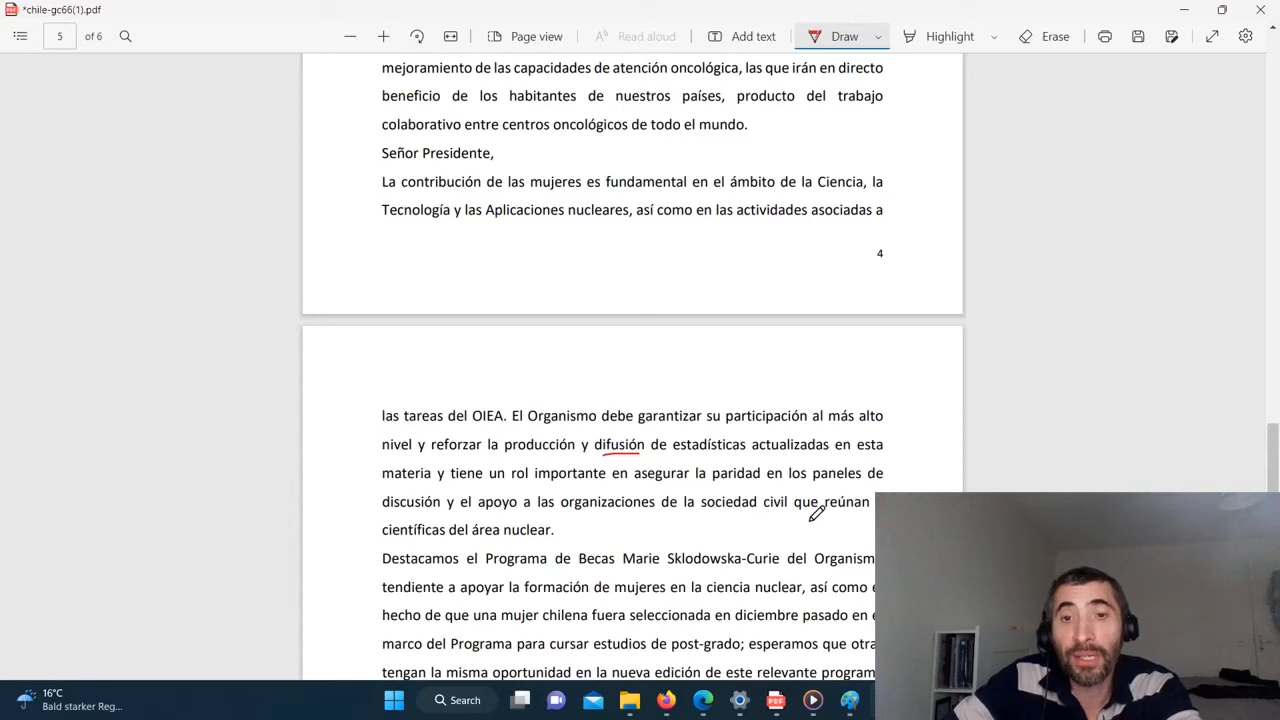 *chile-gc66(1).pdf
5 of 6 Page view Read aloud Add text Draw Highlight Erase
mejoramiento de las capacidades de atención oncológica, las que irán en directo
beneficio de los habitantes de nuestros países, producto del trabajo
colaborativo entre centros oncológicos de todo el mundo.
Señor Presidente,
La contribución de las mujeres es fundamental en el ámbito de la Ciencia, la
Tecnología y las Aplicaciones nucleares, así como en las actividades asociadas a
4
las tareas del OIEA. El Organismo debe garantizar su participación al más alto
nivel y reforzar la producción y difusión de estadísticas actualizadas en esta
materia y tiene un rol importante en asegurar la paridad en los paneles de
discusión y el apoyo a las organizaciones de la sociedad civil que reúnan
científicas del área nuclear.
Destacamos el Programa de Becas Marie Sklodowska-Curie del Organism
tendiente a apoyar la formación de mujeres en la ciencia nuclear, así como
hecho de que una mujer chilena fuera seleccionada en diciembre pasado en
marco del Programa para cursar estudios de post-grado; esperamos que otra
tengan la misma oportunidad en la nueva edición de este relevante program
16°C
Bald starker Reg...
Search